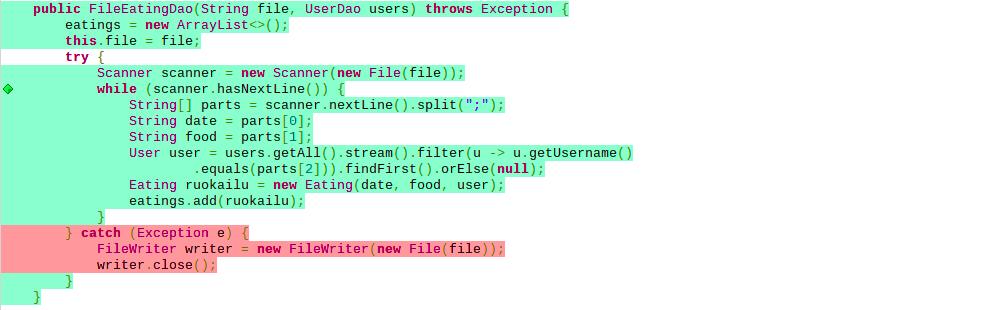 public FileEatingDao(String file, UserDao users) throws Exception {
eatings = new ArrayList<>();
this.file = file;
try {
Scanner scanner = new Scanner(new File(file));
while (scanner.hasNextLine()) {
String[] parts = scanner.nextLine().split(";");
String date = parts[0];
String food = parts[1];
User user = users.getAll().stream().filter(u -> u.getUsername()
.equals(parts[2])).findFirst().orElse(null);
Eating ruokailu = new Eating(date, food, user);
eatings.add(ruokailu);
}
} catch (Exception e) {
FileWriter writer = new FileWriter(new File(file));
writer.close();
}
}